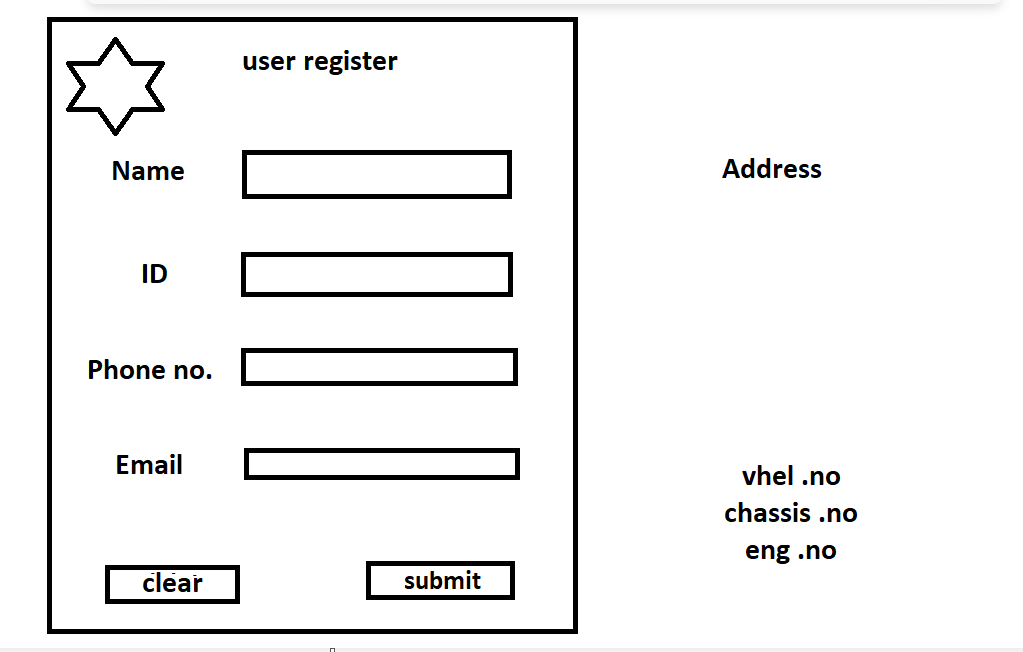 user register
Name
Address
ID
Phone no.
Email
vhel .no
chassis .no
eng .no
clear
submit